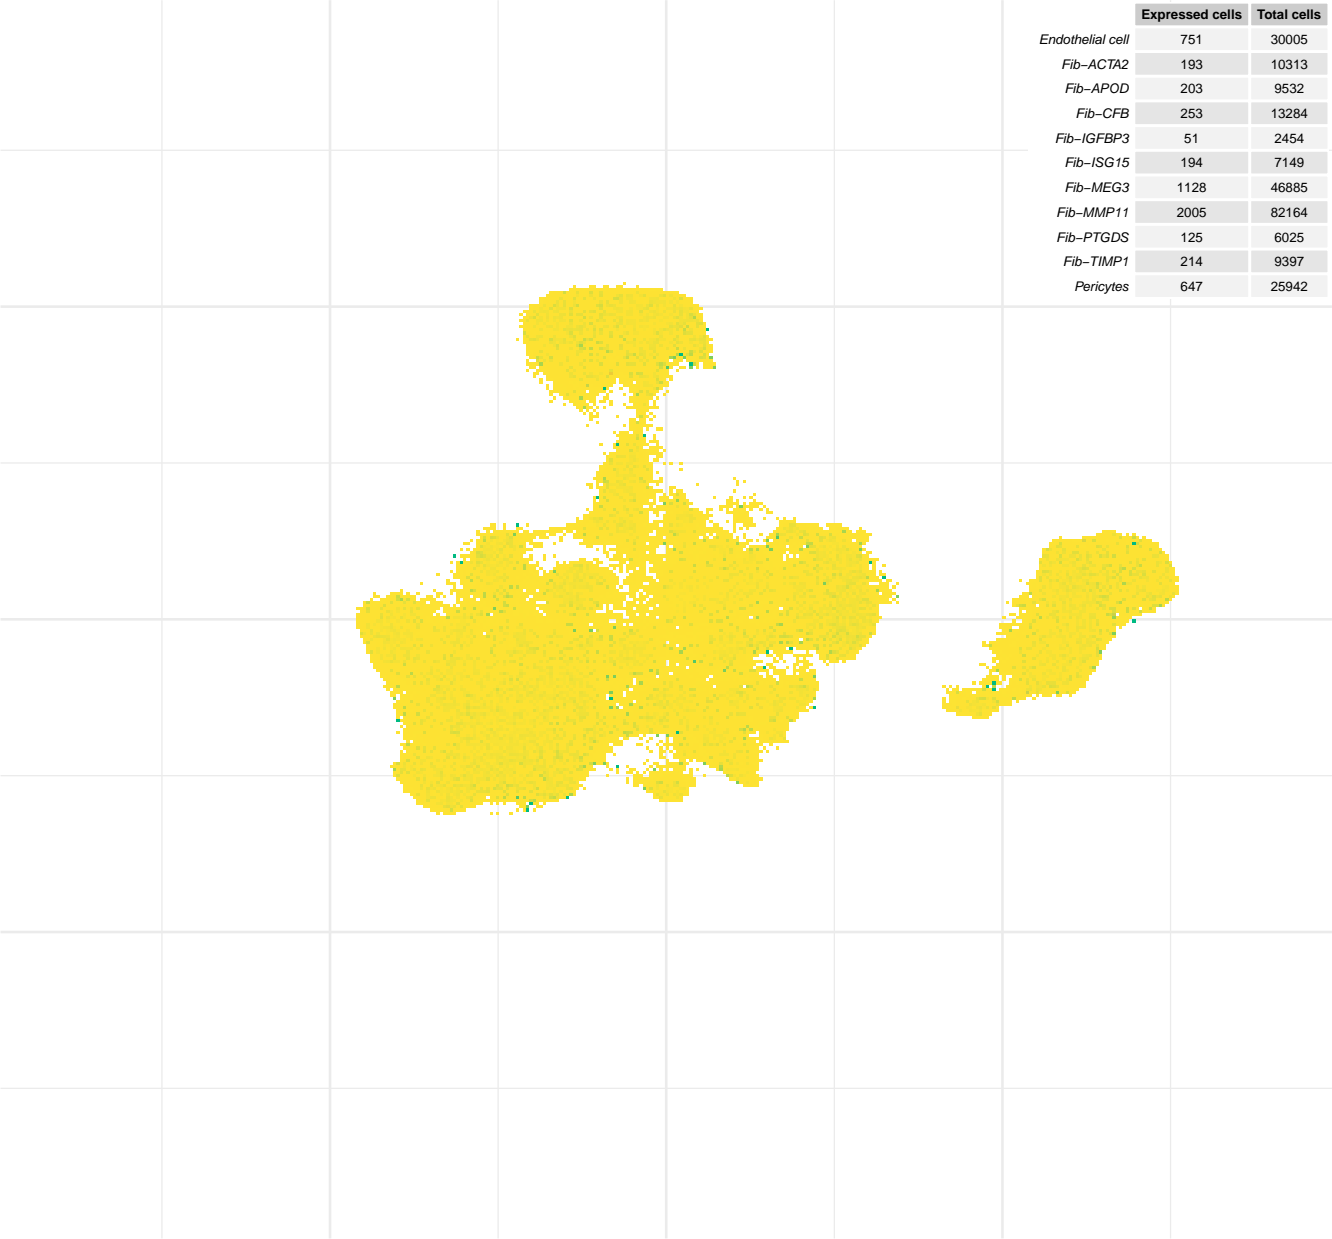 Expressed cells Total cells
Endothelial cell 751 30005
Fib−ACTA2 193 10313
Fib−APOD 203 9532
Fib−CFB 253 13284
Fib−IGFBP3 51 2454
Fib−ISG15 194 7149
Fib−MEG3 1128 46885
Fib−MMP11 2005 82164
Fib−PTGDS 125 6025
Fib−TIMP1 214 9397
Pericytes 647 25942